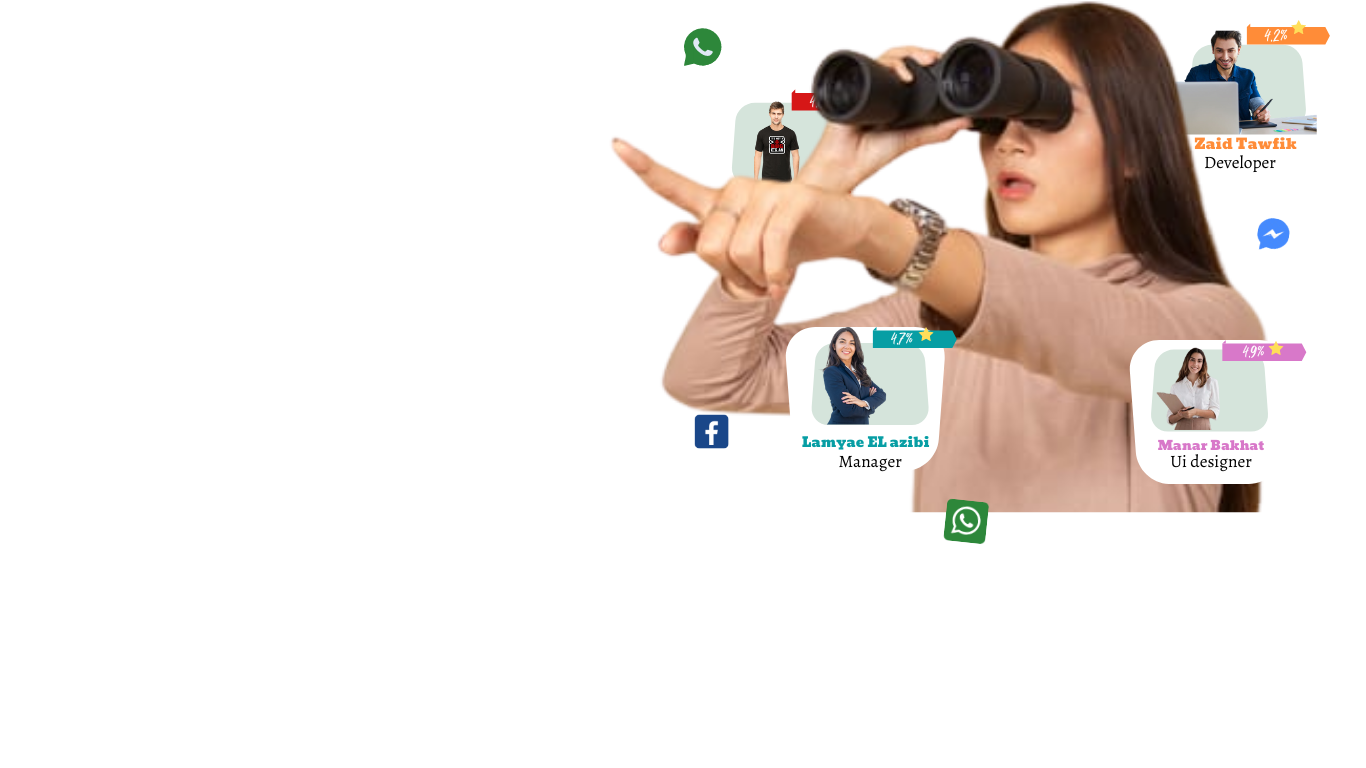 4.2%
Zaid Tawfik
Developer
4.7%
Lamyae EL azibi
Manager
4.9%
Manar Bakhat
Ui designer